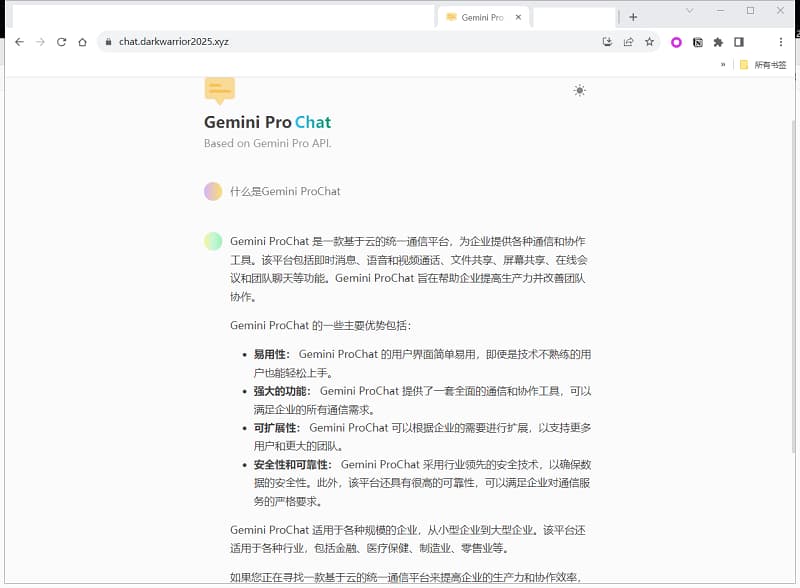 Gemini Pro
chat.darkwarrior2025.xyz
»
所有书签
Gemini Pro Chat
Based on Gemini Pro API.
什么是Gemini ProChat
Gemini ProChat 是一款基于云的统一通信平台，为企业提供各种通信和协作
工具。该平台包括即时消息、语音和视频通话、文件共享、屏幕共享、在线会
议和团队聊天等功能。Gemini ProChat 旨在帮助企业提高生产力并改善团队
协作。
Gemini ProChat 的一些主要优势包括：
• 易用性： Gemini ProChat 的用户界面简单易用，即使是技术不熟练的用
户也能轻松上手。
• 强大的功能： Gemini ProChat 提供了一套全面的通信和协作工具，可以
满足企业的所有通信需求。
• 可扩展性： Gemini ProChat 可以根据企业的需要进行扩展，以支持更多
用户和更大的团队。
• 安全性和可靠性： Gemini ProChat 采用行业领先的安全技术，以确保数
据的安全性。此外，该平台还具有很高的可靠性，可以满足企业对通信服
务的严格要求。
Gemini ProChat 适用于各种规模的企业，从小型企业到大型企业。该平台还
适用于各种行业，包括金融、医疗保健、制造业、零售业等。
如果您正在寻找一款基于云的统一通信平台来提高企业的生产力和协作效率，